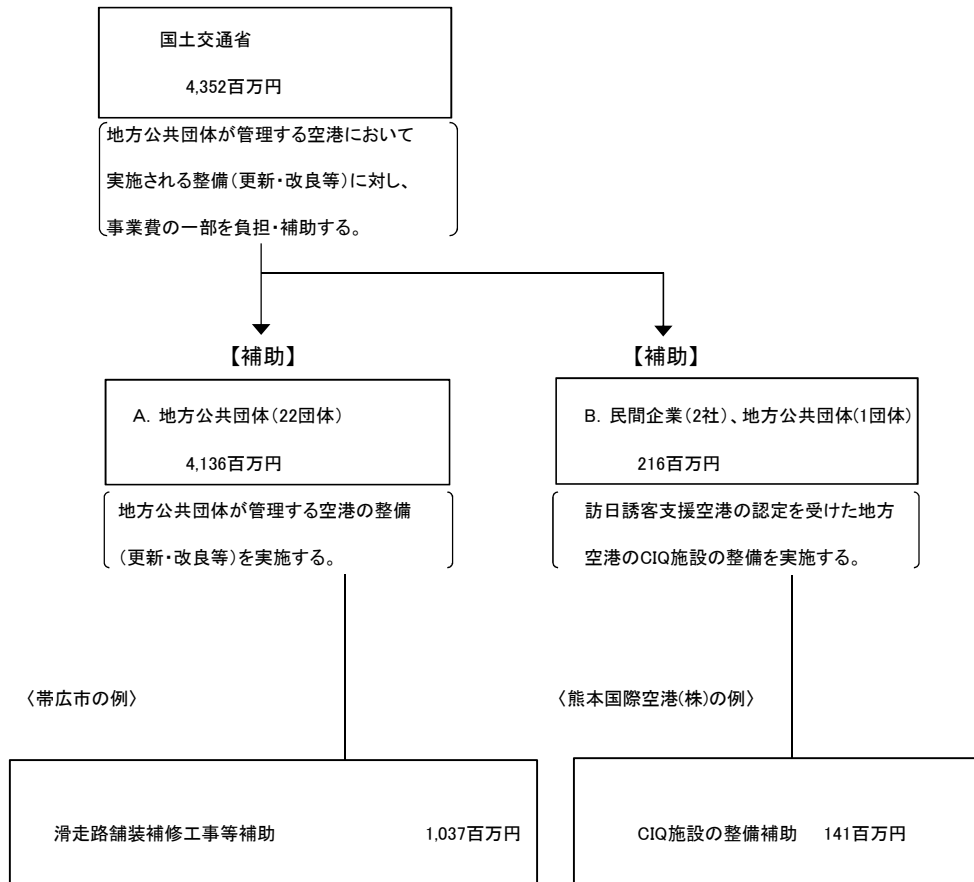 国土交通省
4,352百万円
地方公共団体が管理する空港において
実施される整備(更新・改良等)に対し、
事業費の一部を負担・補助する。
【補助】
【補助】
A. 地方公共団体(22団体)
4,136百万円
B. 民間企業(2社)、地方公共団体(1団体)
216百万円
地方公共団体が管理する空港の整備
(更新・改良等)を実施する。
訪日誘客支援空港の認定を受けた地方
空港のCIQ施設の整備を実施する。
〈帯広市の例〉
〈熊本国際空港(株)の例〉
滑走路舗装補修工事等補助 1,037百万円
CIQ施設の整備補助 141百万円